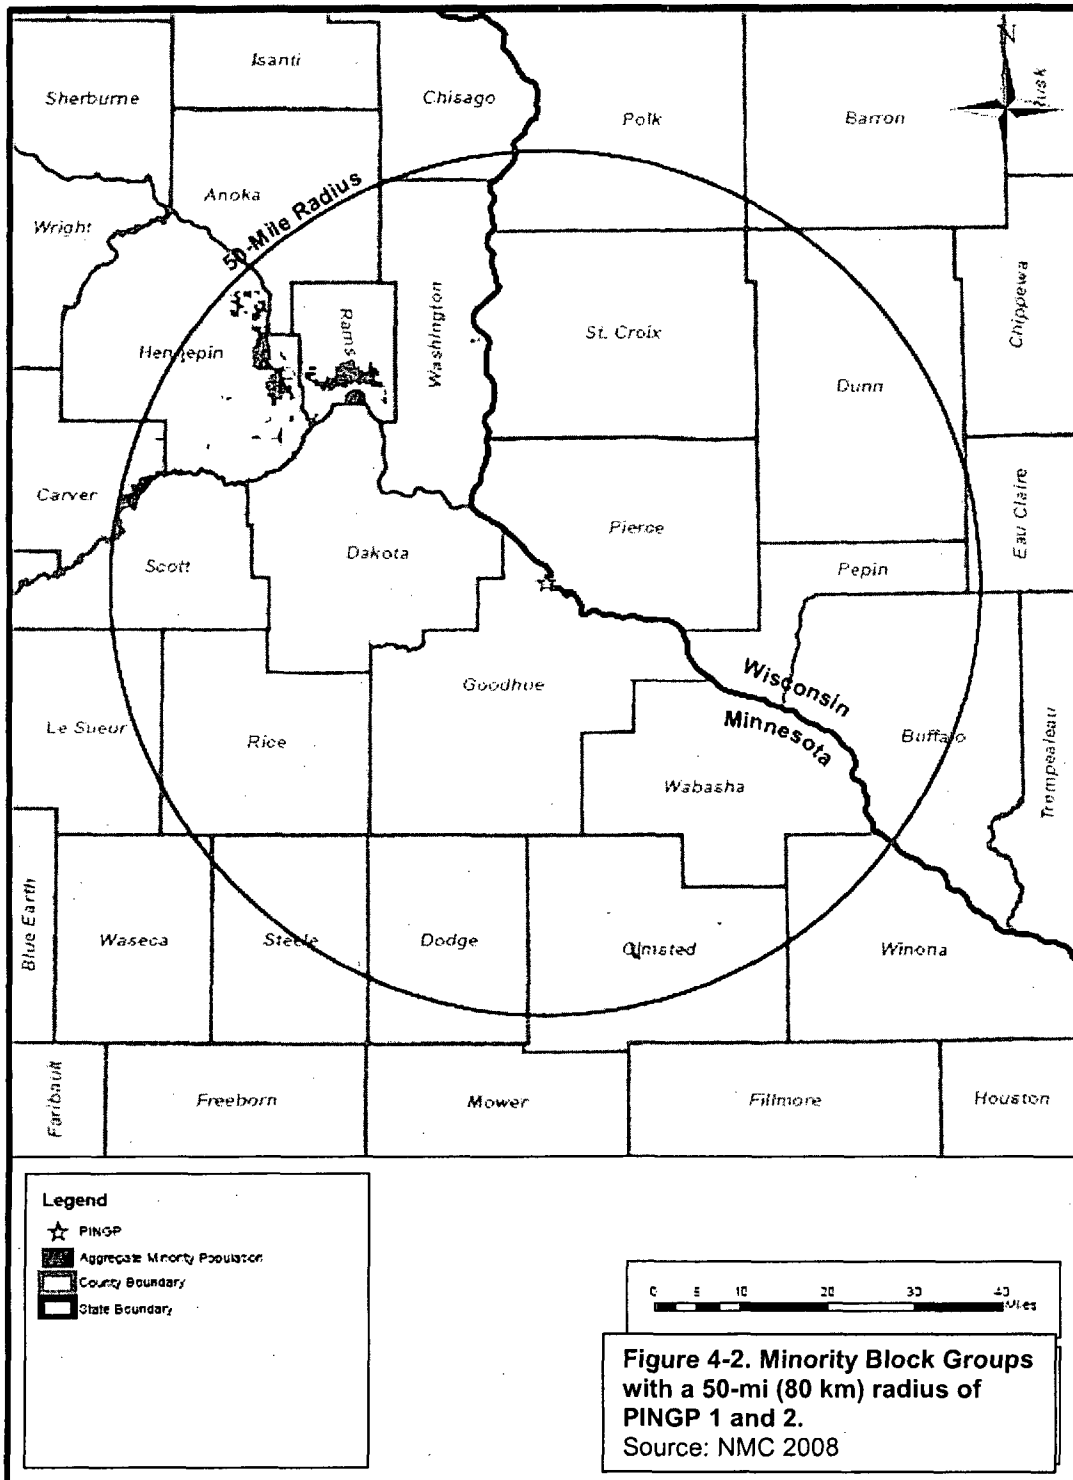 N
Isanti
Sherburne
Chisago
Polk
Barron
Anoka
50-Mile Radius
Wright
Chippewa
Washington
St. Croix
Hennepin
Dunn
Carver
Pierce
Eau Claire
Dakota
Scott
Pepin
Goodhue
Wisconsin
Minnesota
Le Sueur
Rice
Buffalo
Trempealeau
Wabasha
Blue Earth
Waseca
Steele
Dodge
Olmsted
Winona
Faribault
Freeborn
Mower
Fillmore
Houston
Legend
PINGP
Aggregate Minority Population
County Boundary
State Boundary
0 5 10 20 30 40
Miles
Figure 4-2. Minority Block Groups
with a 50-mi (80 km) radius of
PINGP 1 and 2.
Source: NMC 2008